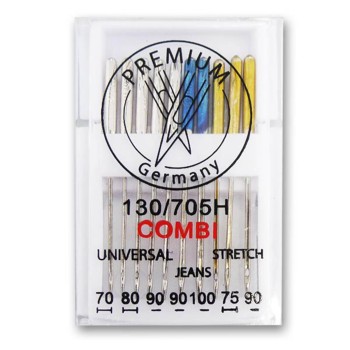 PREMIUM
Germany
130/705H
COMBI
UNIVERSAL STRETCH
JEANS
70 80 90 90 100 75 90